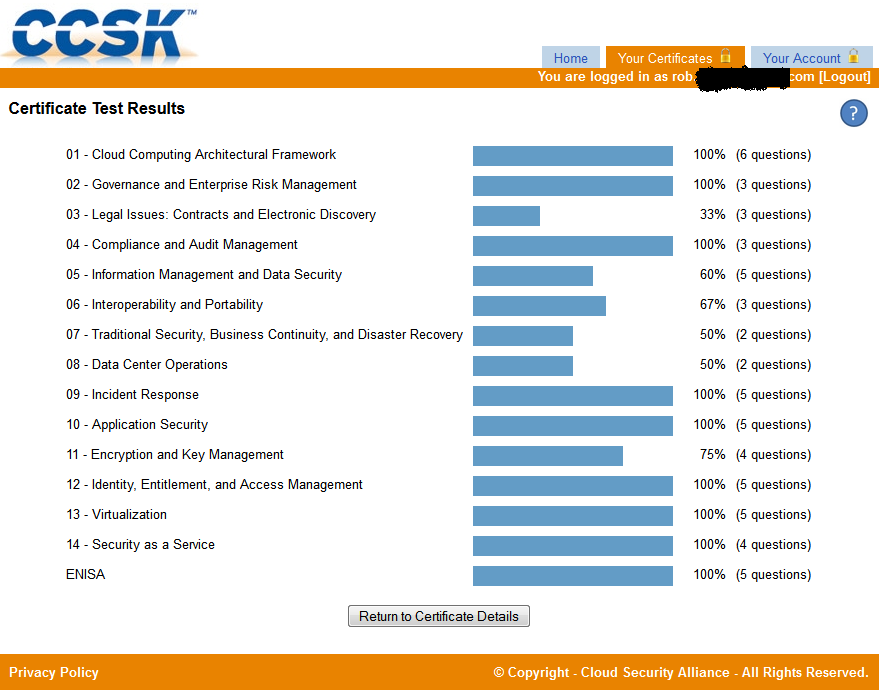 CCSK™
Home Your Certificates Your Account
You are logged in as rob com [Logout]
Certificate Test Results
?
01 - Cloud Computing Architectural Framework 100% (6 questions)
02 - Governance and Enterprise Risk Management 100% (3 questions)
03 - Legal Issues: Contracts and Electronic Discovery 33% (3 questions)
04 - Compliance and Audit Management 100% (3 questions)
05 - Information Management and Data Security 60% (5 questions)
06 - Interoperability and Portability 67% (3 questions)
07 - Traditional Security, Business Continuity, and Disaster Recovery 50% (2 questions)
08 - Data Center Operations 50% (2 questions)
09 - Incident Response 100% (5 questions)
10 - Application Security 100% (5 questions)
11 - Encryption and Key Management 75% (4 questions)
12 - Identity, Entitlement, and Access Management 100% (5 questions)
13 - Virtualization 100% (5 questions)
14 - Security as a Service 100% (4 questions)
ENISA 100% (5 questions)
Return to Certificate Details
Privacy Policy © Copyright - Cloud Security Alliance - All Rights Reserved.